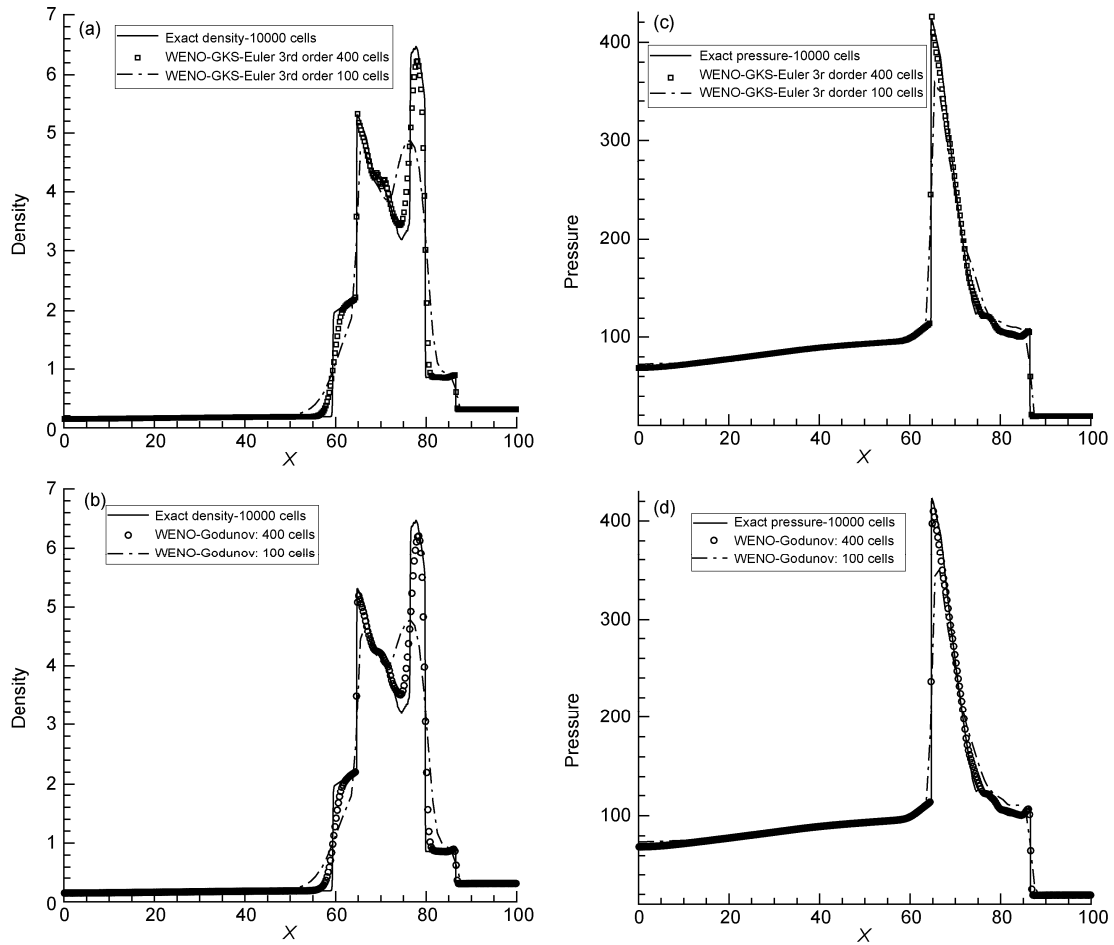 (a)
Exact density-10000 cells
WENO-GKS-Euler 3rd order 400 cells
WENO-GKS-Euler 3rd order 100 cells
7
6
5
4
3
2
1
0
Density
0 20 40 60 80 100
X
(c)
Exact pressure-10000 cells
WENO-GKS-Euler 3r dorder 400 cells
WENO-GKS-Euler 3r dorder 100 cells
400
300
200
100
Pressure
0 20 40 60 80 100
X
(b)
Exact density-10000 cells
WENO-Godunov: 400 cells
WENO-Godunov: 100 cells
7
6
5
4
3
2
1
0
Density
0 20 40 60 80 100
X
(d)
Exact pressure-10000 cells
WENO-Godunov: 400 cells
WENO-Godunov: 100 cells
400
300
200
100
Pressure
0 20 40 60 80 100
X